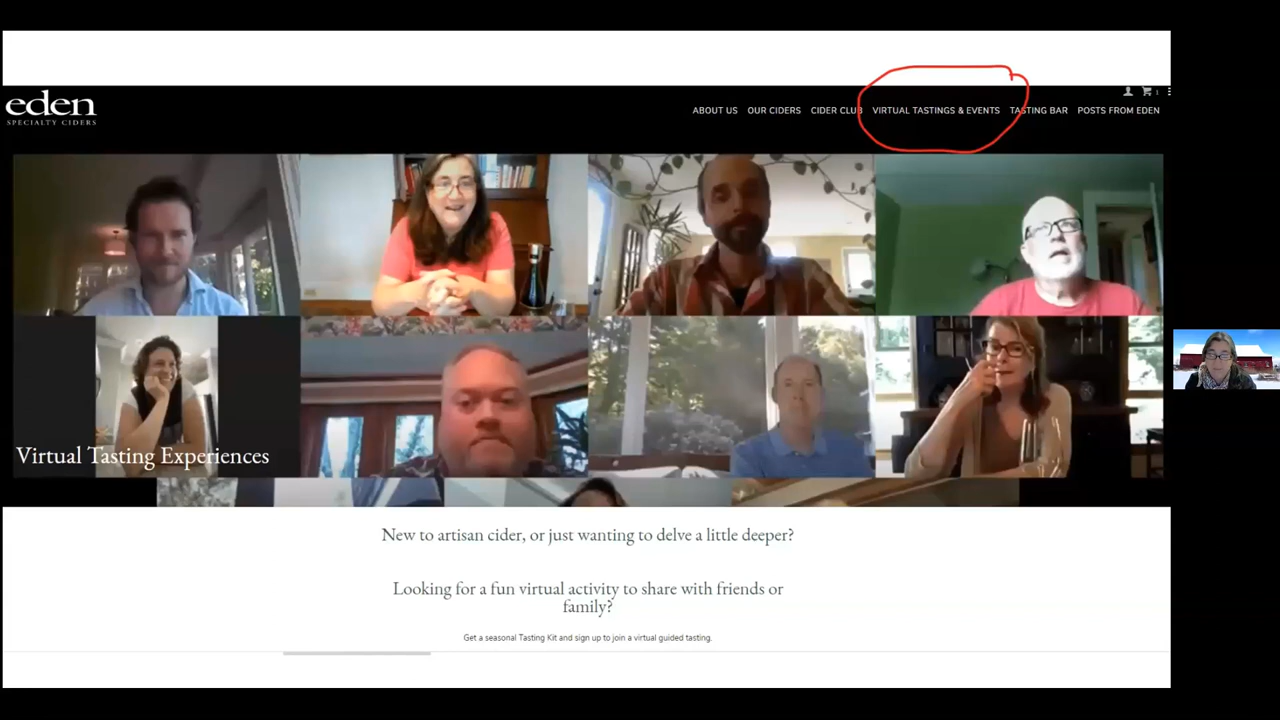 eden
SPECIALTY CIDERS
ABOUT US OUR CIDERS CIDER CLUB VIRTUAL TASTINGS & EVENTS TASTING BAR POSTS FROM EDEN
1
Virtual Tasting Experiences
New to artisan cider, or just wanting to delve a little deeper?
Looking for a fun virtual activity to share with friends or
family?
Get a seasonal Tasting Kit and sign up to join a virtual guided tasting.